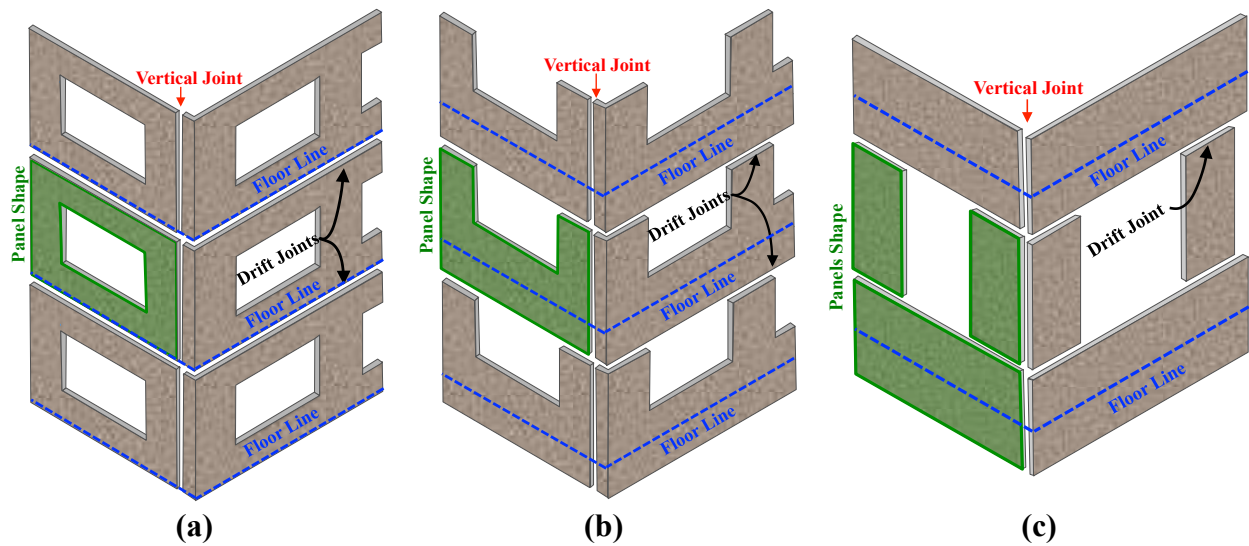 Vertical Joint
Floor Line
Panel Shape
Drift Joints
Floor Line
Floor Line
(a)
Vertical Joint
Floor Line
Panel Shape
Drift Joints
Floor Line
Floor Line
(b)
Vertical Joint
Floor Line
Panels Shape
Drift Joint
Floor Line
(c)